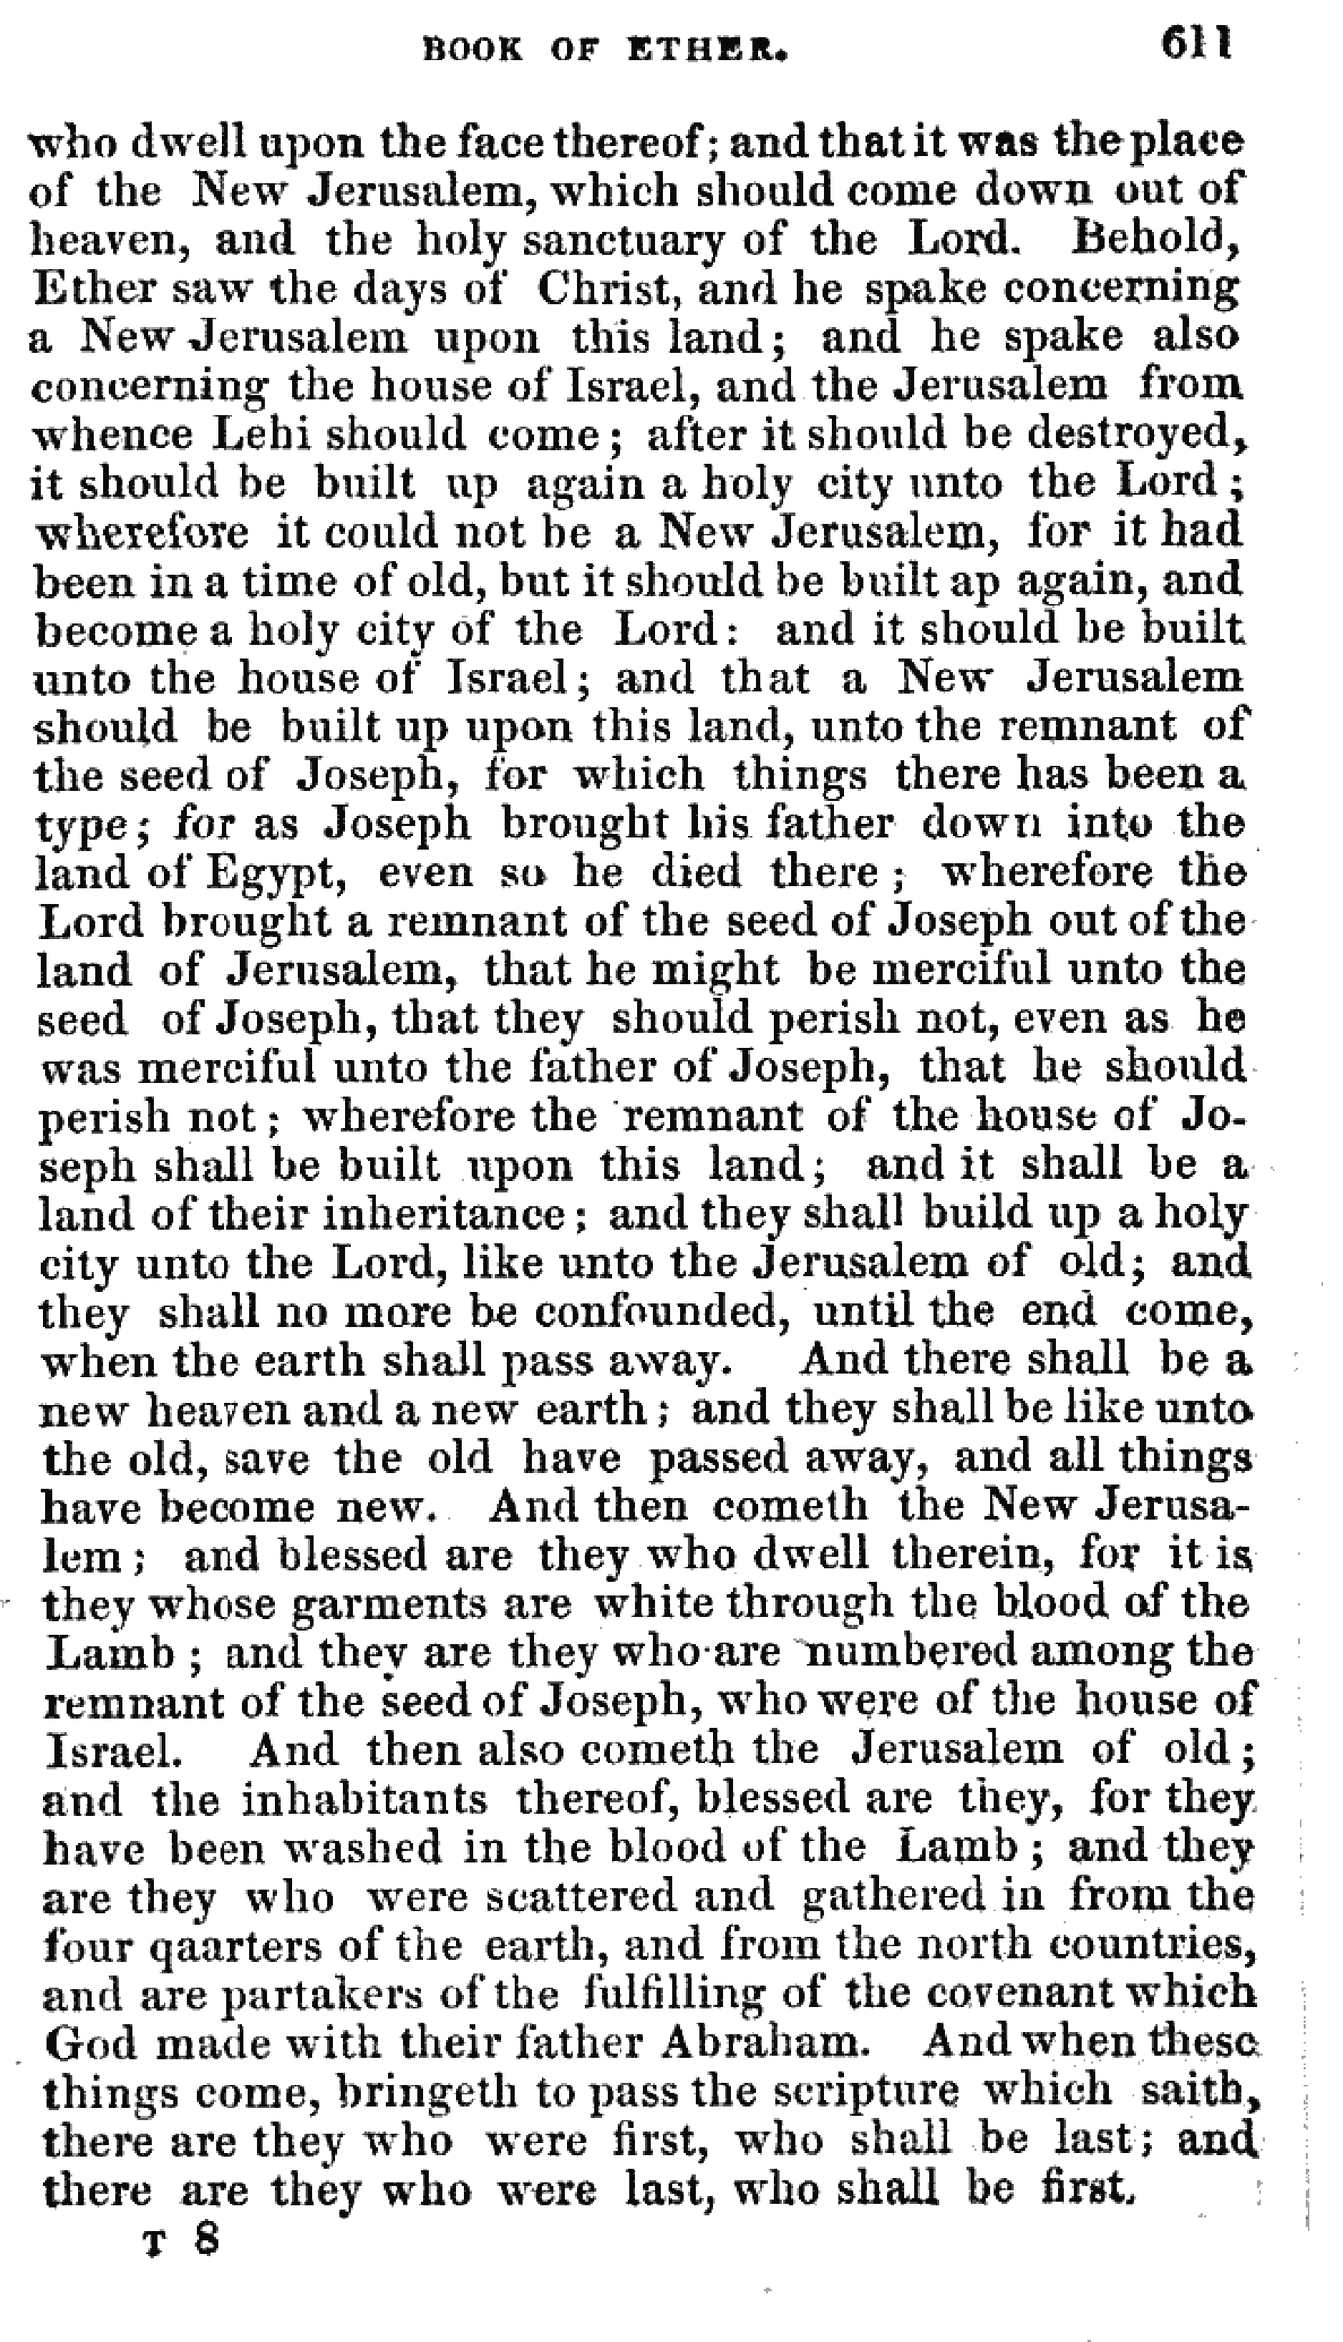 BOOK OF ETHER. 611
who dwell upon the face thereof; and that it was the place
of the New Jerusalem, which should come down out of
heaven, and the holy sanctuary of the Lord. Behold,
Ether saw the days of Christ, and he spake concerning
a New Jerusalem upon this land; and he spake also
concerning the house of Israel, and the Jerusalem from
whence Lehi should come; after it should be destroyed,
it should be built up again a holy city unto the Lord;
wherefore it could not be a New Jerusalem, for it had
been in a time of old, but it should be built ap again, and
become a holy city of the Lord: and it should be built
unto the house of Israel; and that a New Jerusalem
should be built up upon this land, unto the remnant of
the seed of Joseph, for which things there has been a
type; for as Joseph brought his father down into the
land of Egypt, even so he died there; wherefore the
Lord brought a remnant of the seed of Joseph out of the
land of Jerusalem, that he might be merciful unto the
seed of Joseph, that they should perish not, even as he
was merciful unto the father of Joseph, that he should
perish not; wherefore the remnant of the house of Jo-
seph shall be built upon this land; and it shall be a
land of their inheritance; and they shall build up a holy
city unto the Lord, like unto the Jerusalem of old; and
they shall no more be confounded, until the end come,
when the earth shall pass away. And there shall be a
new heaven and a new earth; and they shall be like unto
the old, save the old have passed away, and all things
have become new. And then cometh the New Jerusa-
lem; and blessed are they who dwell therein, for it is
they whose garments are white through the blood of the
Lamb; and they are they who are numbered among the
remnant of the seed of Joseph, who were of the house of
Israel. And then also cometh the Jerusalem of old;
and the inhabitants thereof, blessed are they, for they
have been washed in the blood of the Lamb; and they
are they who were scattered and gathered in from the
four qaarters of the earth, and from the north countries,
and are partakers of the fulfilling of the covenant which
God made with their father Abraham. And when these
things come, bringeth to pass the scripture which saith,
there are they who were first, who shall be last; and
there are they who were last, who shall be first.
T 8